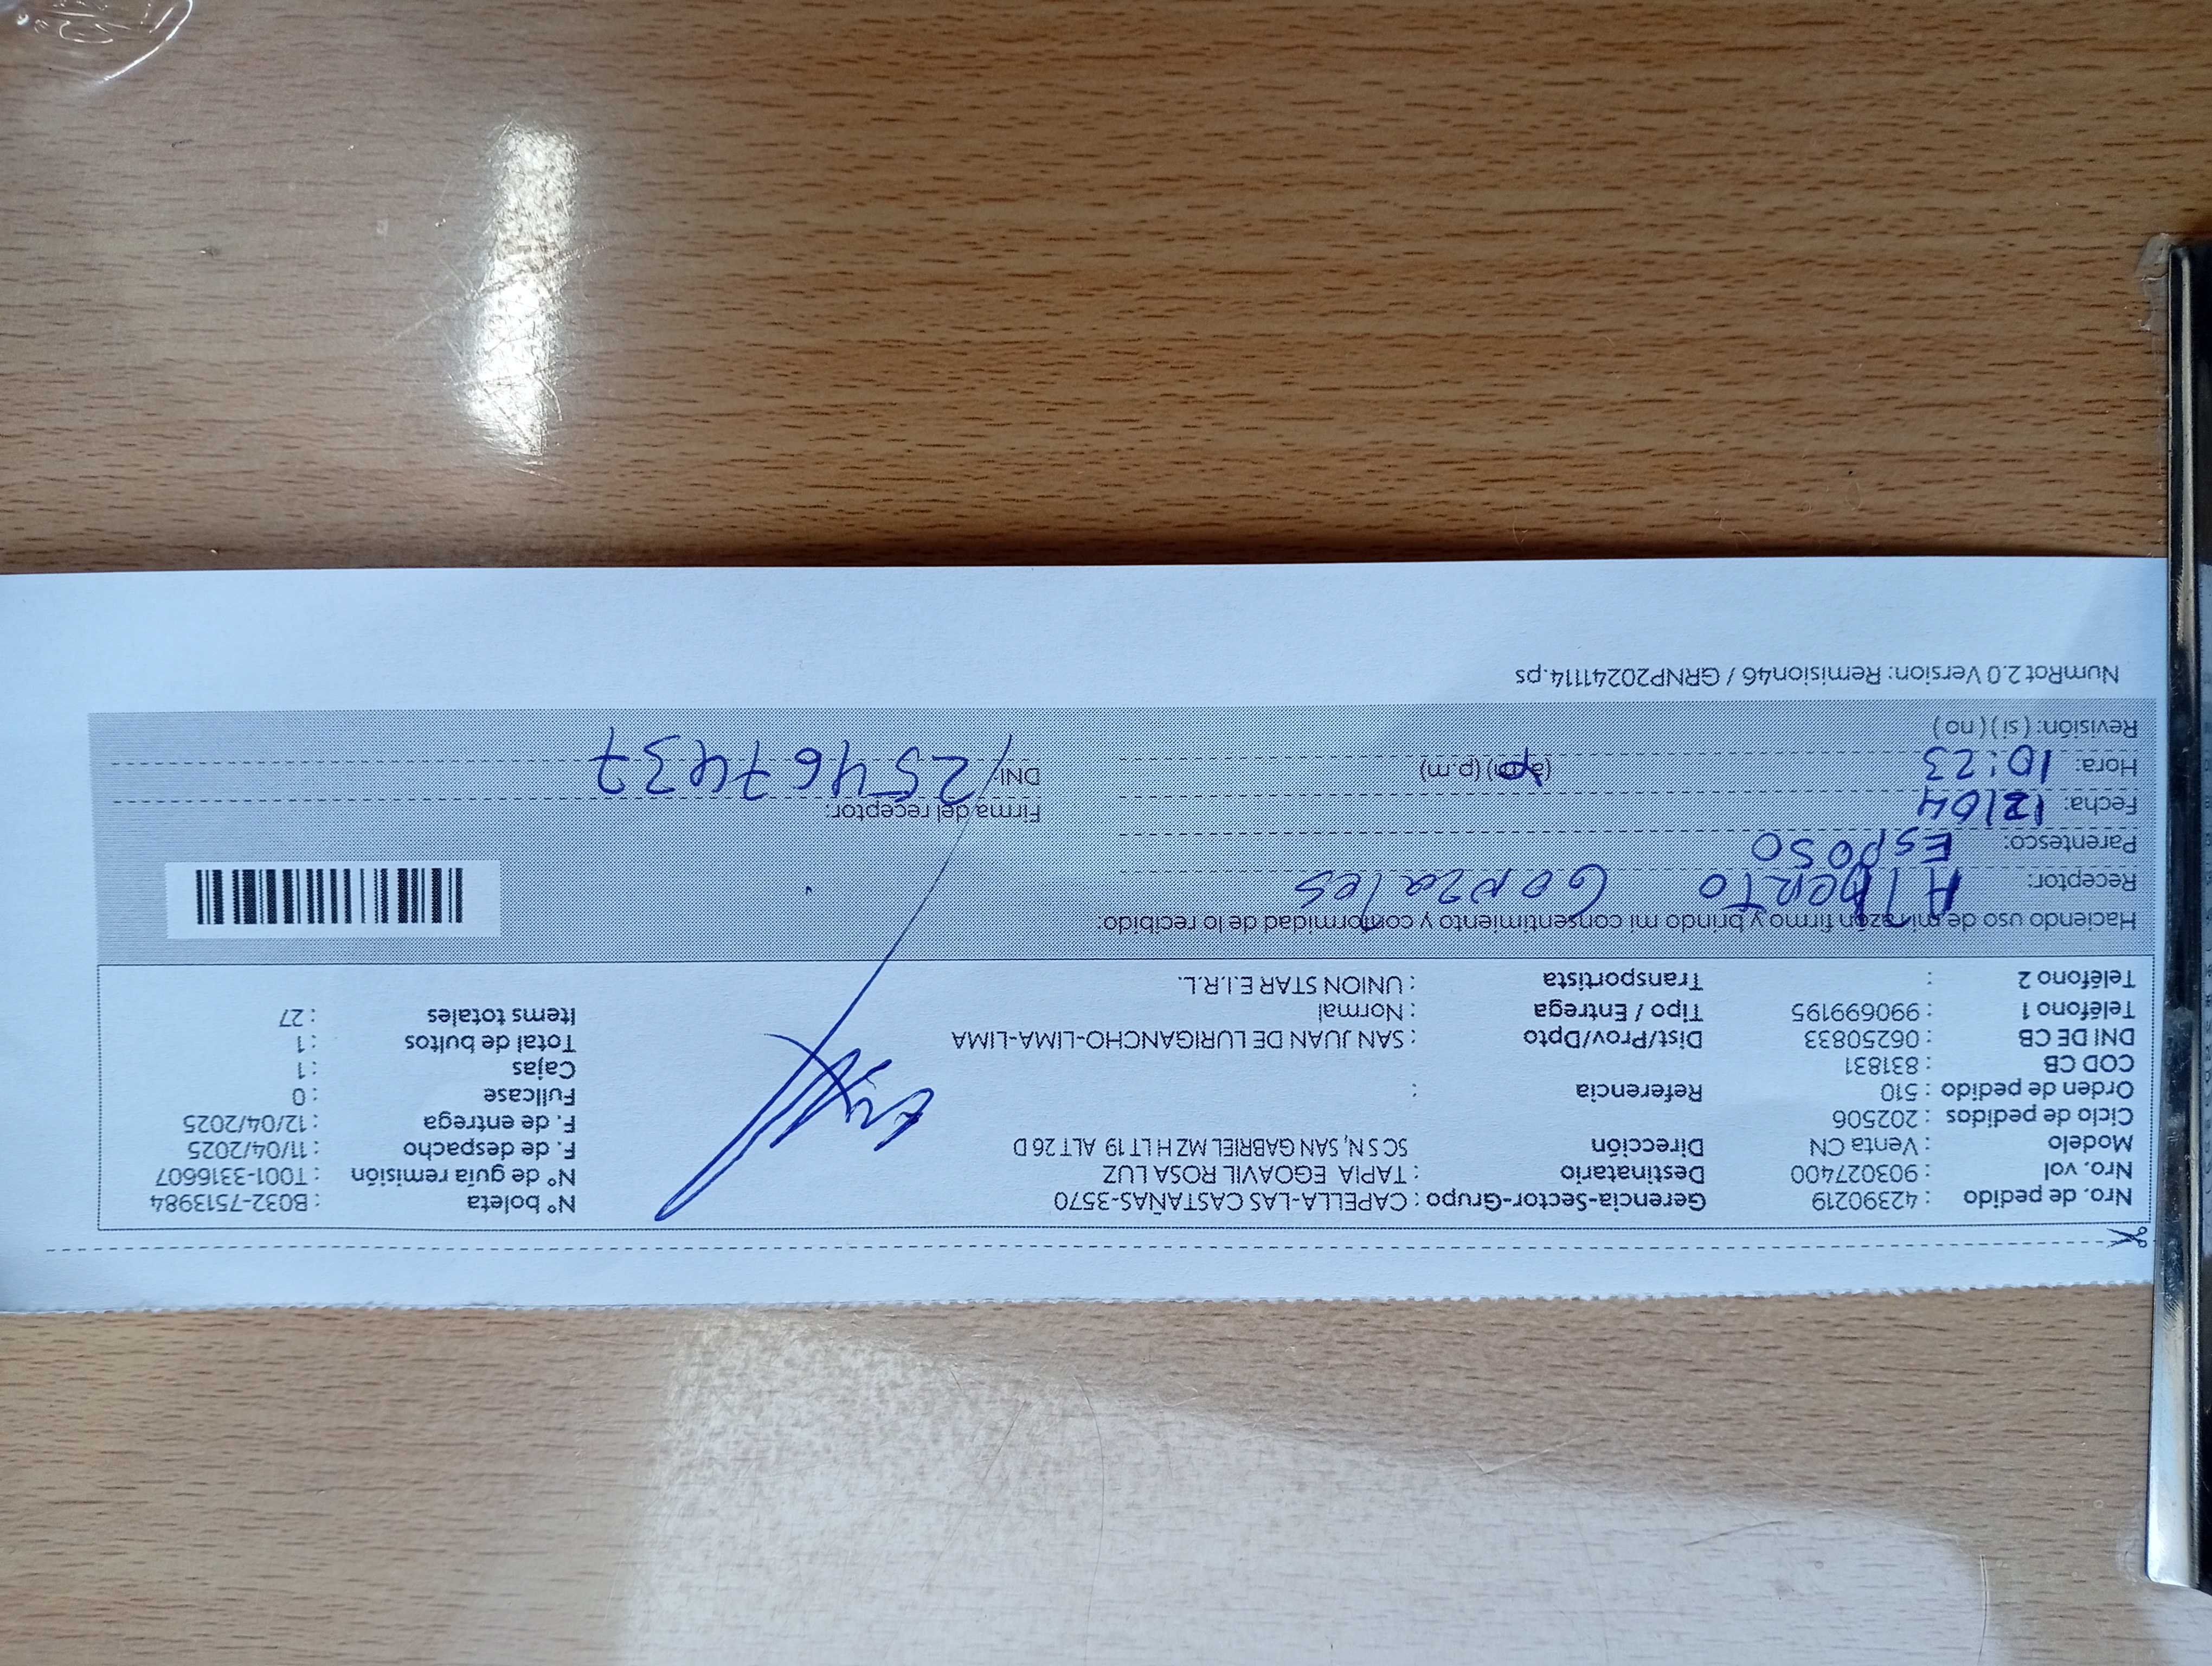 Nro. de pedido : 42390219 Gerencia-Sector-Grupo : CAPELLA-LAS CASTAÑAS-3570 N° boleta : B032-7513984
Nro. vol : 903027400 Destinatario : TAPIA EGOAVIL ROSA LUZ N° de guía remisión : T001-3316607
Modelo : Venta CN Dirección SC SN, SAN GABRIEL MZ H LT 19 ALT 26 D F. de despacho : 11/04/2025
Ciclo de pedidos : 202506 F. de entrega : 12/04/2025
Orden de pedido : 510 Referencia : Fullcase : 0
COD CB : 831831 Cajas : 1
DNI DE CB : 06250833 Dist/Prov/Dpto : SAN JUAN DE LURIGANCHO-LIMA-LIMA Total de bultos : 1
Teléfono 1 : 990699195 Tipo / Entrega : Normal Items totales : 27
Teléfono 2 : Transportista : UNION STAR E.I.R.L.
Haciendo uso de mi razón firmo y brindo mi consentimiento y conformidad de lo recibido:
Receptor: Alberto Gonzales
Parentesco: Esposo
Fecha: 12/04 Firma del receptor:
Hora: 10:23 (a.m) (p.m) DNI: 25467437
Revisión: ( si ) ( no )
NumRot 2.0 Version: Remision46 / GRNP20241114.ps